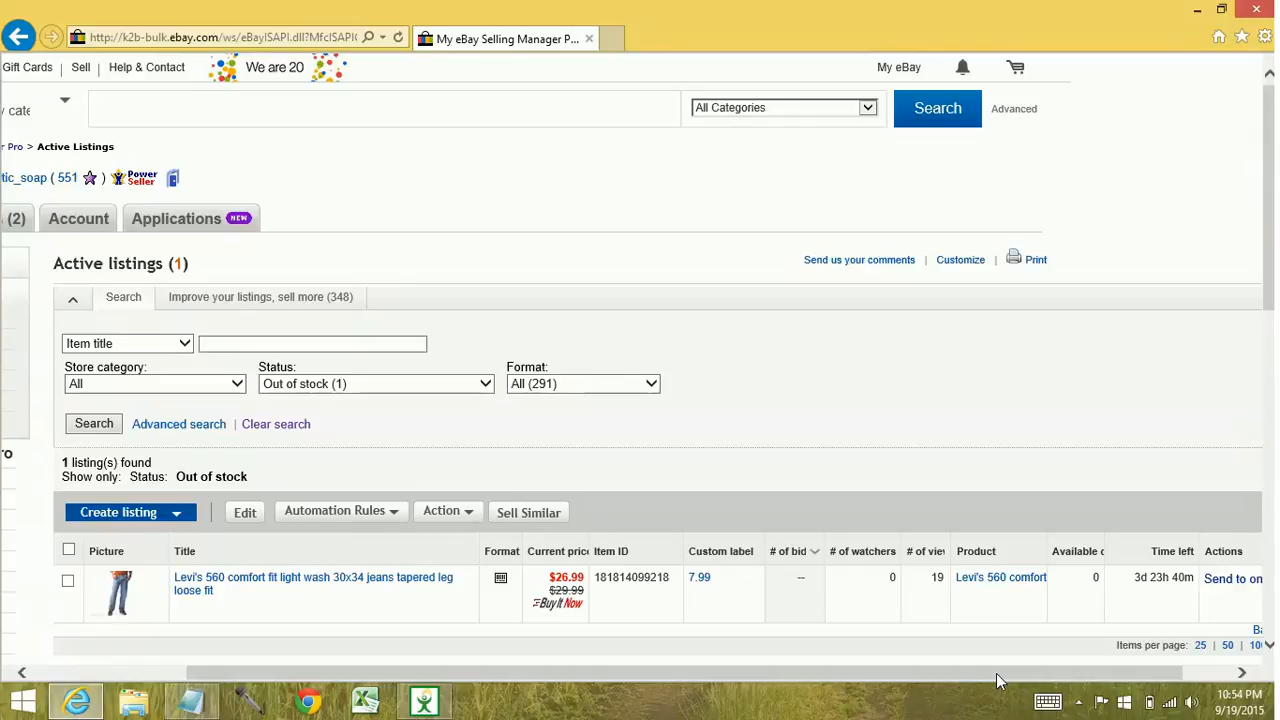 http://k2b-bulk.ebay.com/ws/eBayISAPI.dll?MfcISAPIC
My eBay Selling Manager P...
Gift Cards | Sell | Help & Contact We are 20 My eBay
y cate All Categories Search Advanced
r Pro > Active Listings
tic_soap ( 551 ) Power Seller
s (2) Account Applications NEW
Active listings (1) Send us your comments | Customize | Print
Search Improve your listings, sell more (348)
Item title
Store category: Status: Format:
All Out of stock (1) All (291)
Search Advanced search | Clear search
ro
1 listing(s) found
Show only: Status: Out of stock
Create listing | Edit Automation Rules Action Sell Similar
Picture Title Format Current price Item ID Custom label # of bid # of watchers # of view Product Available q Time left Actions
Levi's 560 comfort fit light wash 30x34 jeans tapered leg $26.99 181814099218 7.99 -- 0 19 Levi's 560 comfort 0 3d 23h 40m Send to on
loose fit $29.99
Buy It Now
Ba
Items per page: 25 | 50 | 100
10:54 PM
9/19/2015